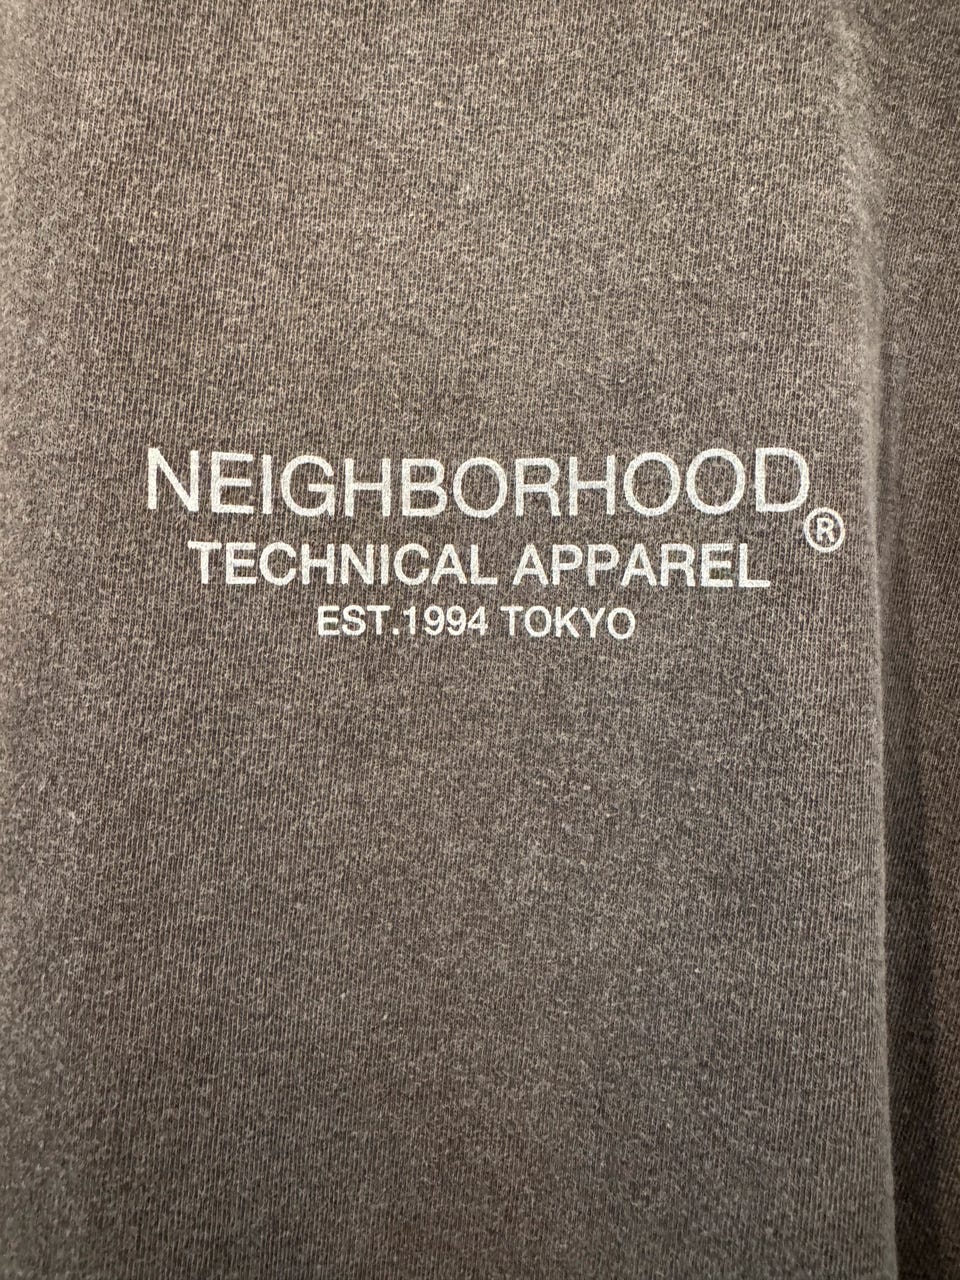 NEIGHBORHOOD®
TECHNICAL APPAREL
EST.1994 TOKYO